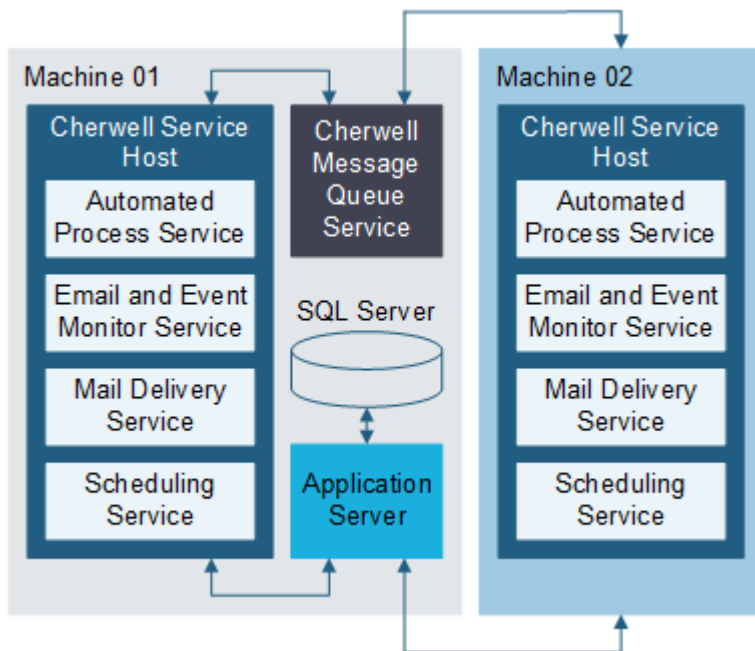 Machine 01
Cherwell Service
Host
Automated
Process Service
Email and Event
Monitor Service
Mail Delivery
Service
Scheduling
Service
Cherwell
Message
Queue
Service
SQL Server
Application
Server
Machine 02
Cherwell Service
Host
Automated
Process Service
Email and Event
Monitor Service
Mail Delivery
Service
Scheduling
Service